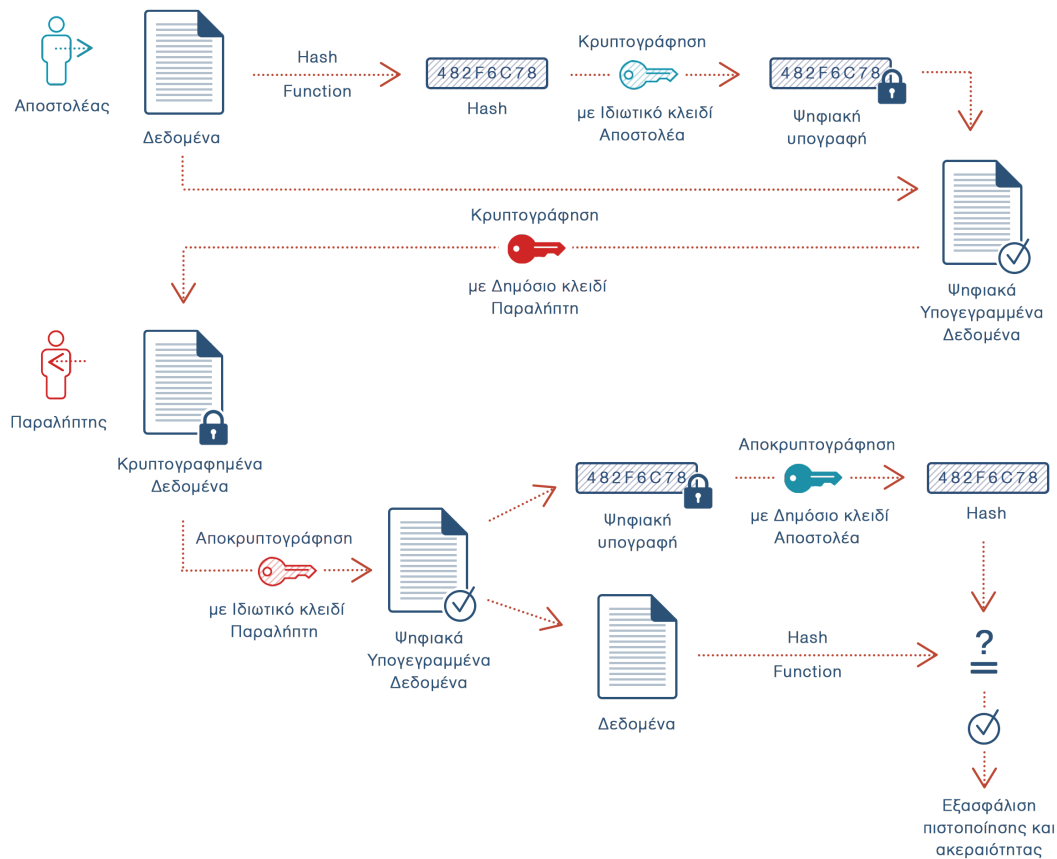 Αποστολέας
Δεδομένα
Hash
Function
482F6C78
Hash
Κρυπτογράφηση
με Ιδιωτικό κλειδί
Αποστολέα
482F6C78
Ψηφιακή
υπογραφή
Ψηφιακά
Υπογεγραμμένα
Δεδομένα
Κρυπτογράφηση
με Δημόσιο κλειδί
Παραλήπτη
Παραλήπτης
Κρυπτογραφημένα
Δεδομένα
Αποκρυπτογράφηση
με Ιδιωτικό κλειδί
Παραλήπτη
Ψηφιακά
Υπογεγραμμένα
Δεδομένα
482F6C78
Ψηφιακή
υπογραφή
Αποκρυπτογράφηση
με Δημόσιο κλειδί
Αποστολέα
482F6C78
Hash
Δεδομένα
Hash
Function
?
=
Εξασφάλιση
πιστοποίησης και
ακεραιότητας